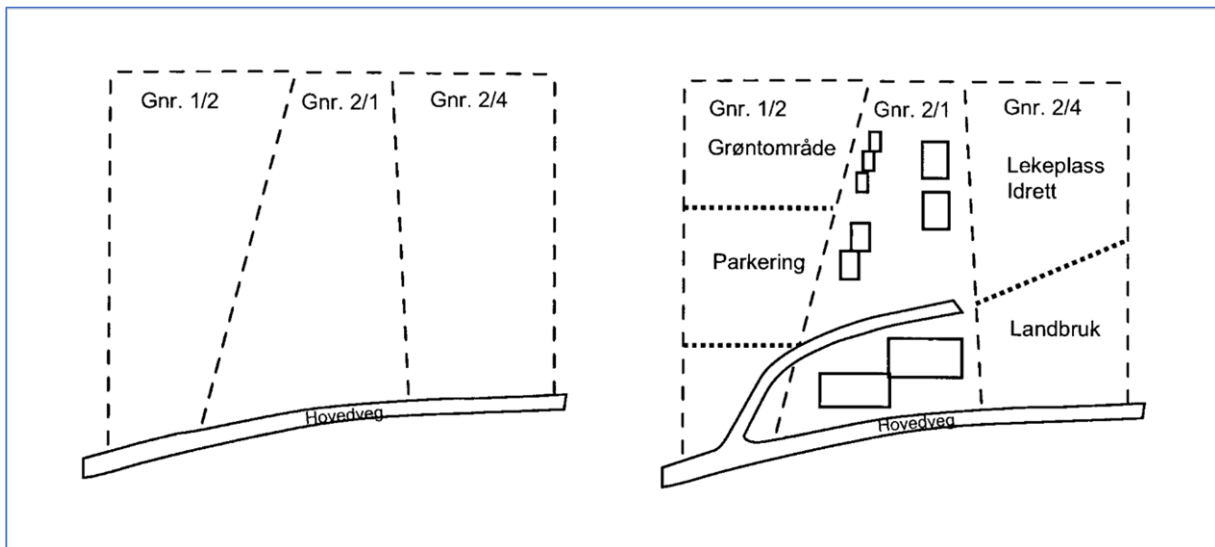 Gnr. 1/2
Gnr. 2/1
Gnr. 2/4
Hovedveg
Gnr. 1/2
Gnr. 2/1
Gnr. 2/4
Grøntområde
Lekeplass
Idrett
Parkering
Landbruk
Hovedveg